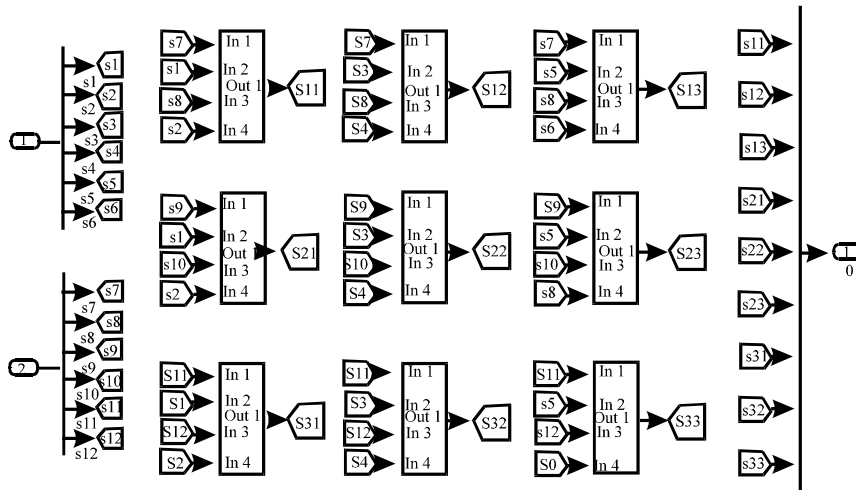 1
s1
s1
s2
s2
s3
s3
s4
s4
s5
s5
s6
s6
2
s7
s7
s8
s8
s9
s9
s10
s10
s11
s11
s12
s12
s7 In 1
s1 In 2
Out 1 S11
s8 In 3
s2 In 4
S7 In 1
S3 In 2
Out 1 S12
S8 In 3
S4 In 4
s7 In 1
s5 In 2
Out 1 S13
s8 In 3
s6 In 4
s9 In 1
s1 In 2
Out 1 S21
s10 In 3
s2 In 4
S9 In 1
S3 In 2
Out 1 S22
S10 In 3
S4 In 4
S9 In 1
s5 In 2
Out 1 S23
s10 In 3
s8 In 4
S11 In 1
S1 In 2
Out 1 S31
S12 In 3
S2 In 4
S11 In 1
S3 In 2
Out 1 S32
S12 In 3
S4 In 4
S11 In 1
s5 In 2
Out 1 S33
s12 In 3
S0 In 4
s11
s12
s13
s21
s22
s23
s31
s32
s33
1
0